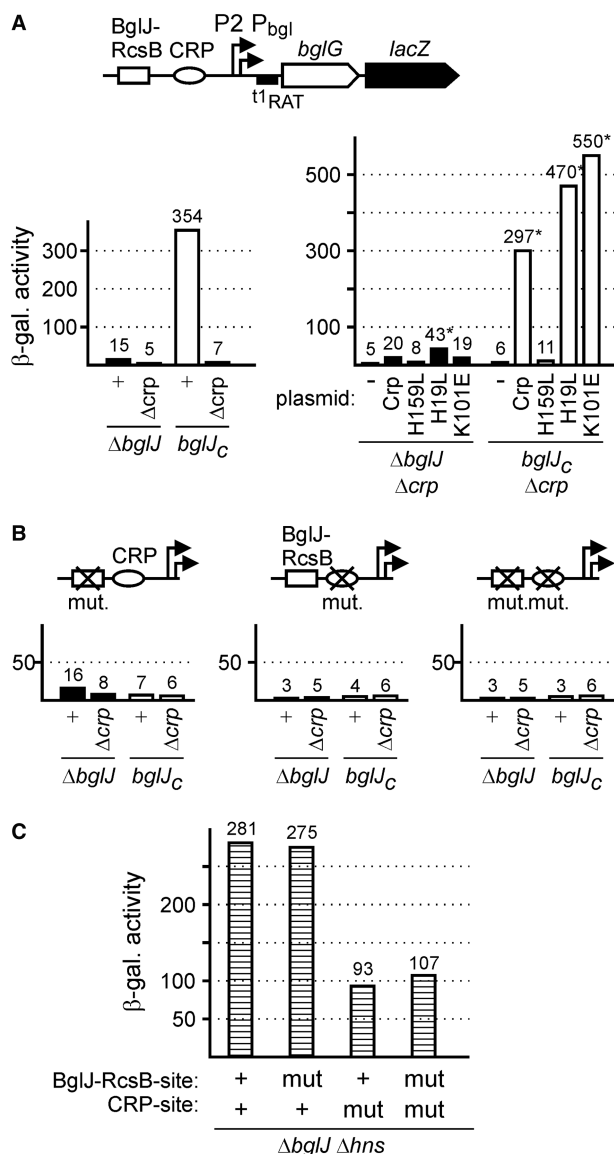 A
BglJ-RcsB CRP P2 Pbgl bglG lacZ
t1RAT
β-gal. activity
300
200
100
15 5 354 7
+ Δcrp + Δcrp
ΔbglJ bglJC
500
300
100
5 20 8 43* 19 6 297* 11 470* 550*
plasmid: - Crp H159L H19L K101E - Crp H159L H19L K101E
ΔbglJ Δcrp bglJC Δcrp
B
CRP
mut.
50
16 8 7 6
+ Δcrp + Δcrp
ΔbglJ bglJC
BglJ-RcsB
mut.
50
3 5 4 6
+ Δcrp + Δcrp
ΔbglJ bglJC
mut.mut.
50
3 5 3 6
+ Δcrp + Δcrp
ΔbglJ bglJC
C
β-gal. activity
200
100
50
281 275 93 107
BglJ-RcsB-site: + mut + mut
CRP-site: + + mut mut
ΔbglJ Δhns